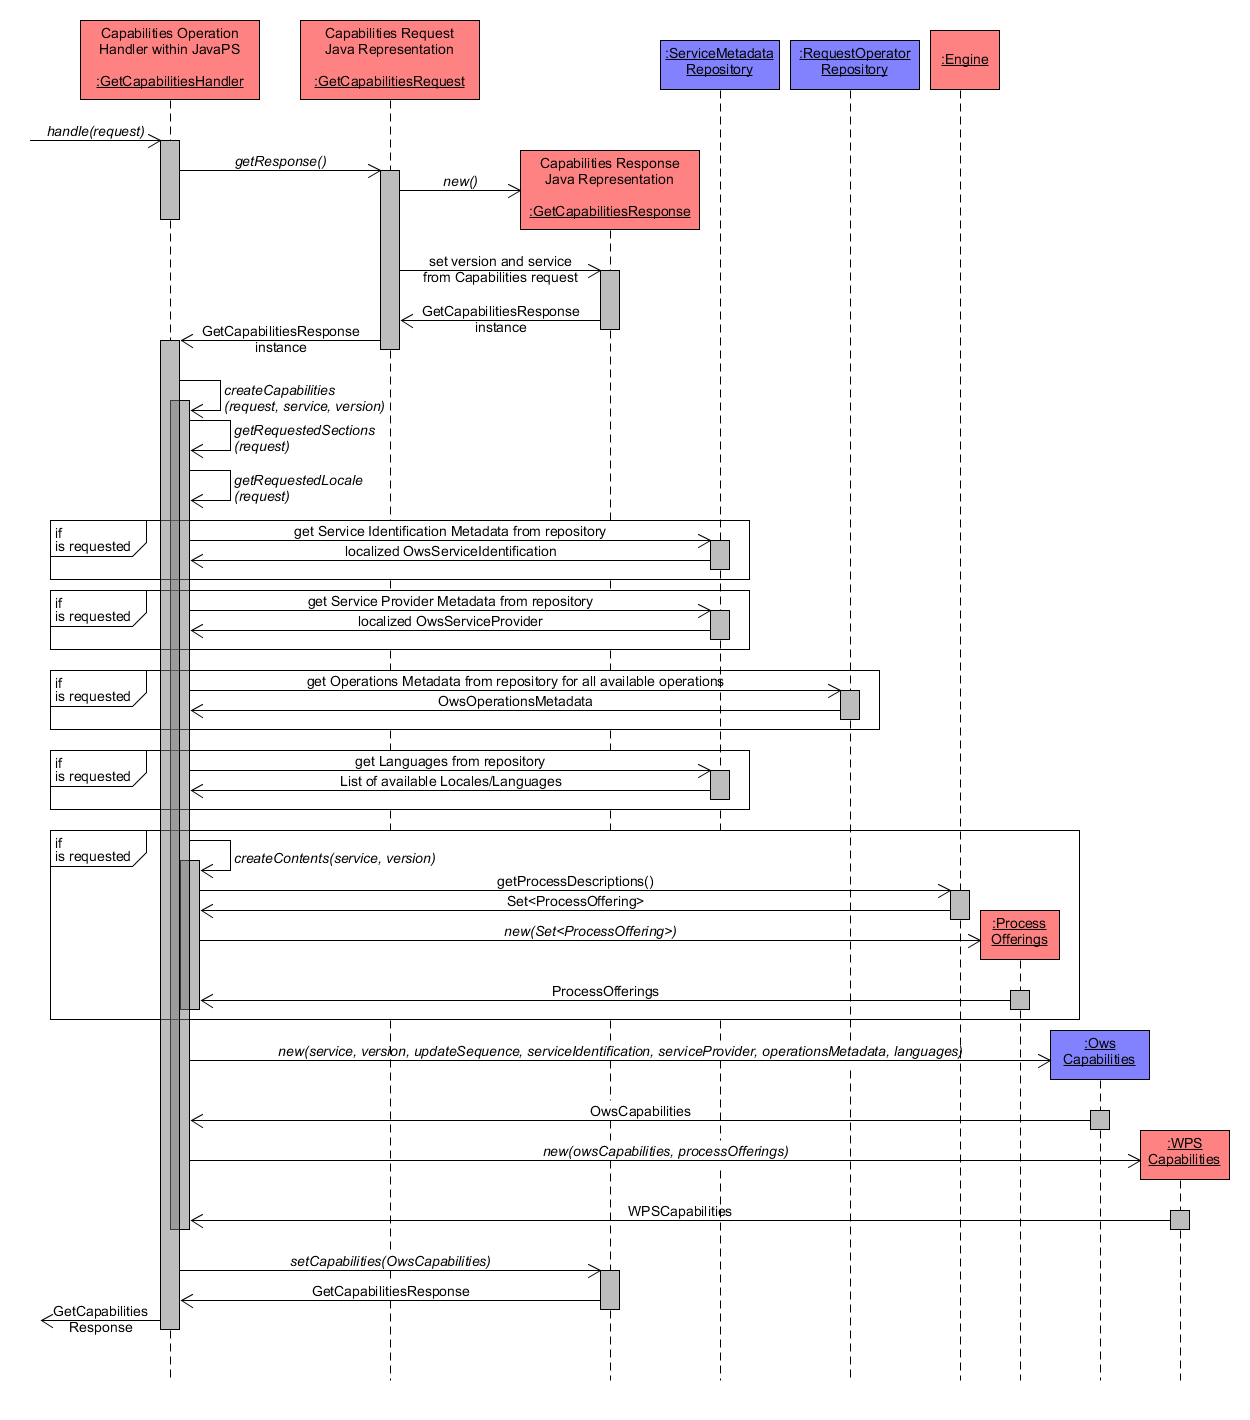 Capabilities Operation
Handler within JavaPS
:GetCapabilitiesHandler
Capabilities Request
Java Representation
:GetCapabilitiesRequest
:ServiceMetadata
Repository
:RequestOperator
Repository
:Engine
handle(request)
getResponse()
new()
Capabilities Response
Java Representation
:GetCapabilitiesResponse
set version and service
from Capabilities request
GetCapabilitiesResponse
instance
GetCapabilitiesResponse
instance
createCapabilities
(request, service, version)
getRequestedSections
(request)
getRequestedLocale
(request)
if
is requested
get Service Identification Metadata from repository
localized OwsServiceIdentification
if
is requested
get Service Provider Metadata from repository
localized OwsServiceProvider
if
is requested
get Operations Metadata from repository for all available operations
OwsOperationsMetadata
if
is requested
get Languages from repository
List of available Locales/Languages
if
is requested
createContents(service, version)
getProcessDescriptions()
Set<ProcessOffering>
new(Set<ProcessOffering>)
:Process
Offerings
ProcessOfferings
new(service, version, updateSequence, serviceIdentification, serviceProvider, operationsMetadata, languages)
:Ows
Capabilities
OwsCapabilities
new(owsCapabilities, processOfferings)
:WPS
Capabilities
WPSCapabilities
setCapabilities(OwsCapabilities)
GetCapabilitiesResponse
GetCapabilities
Response